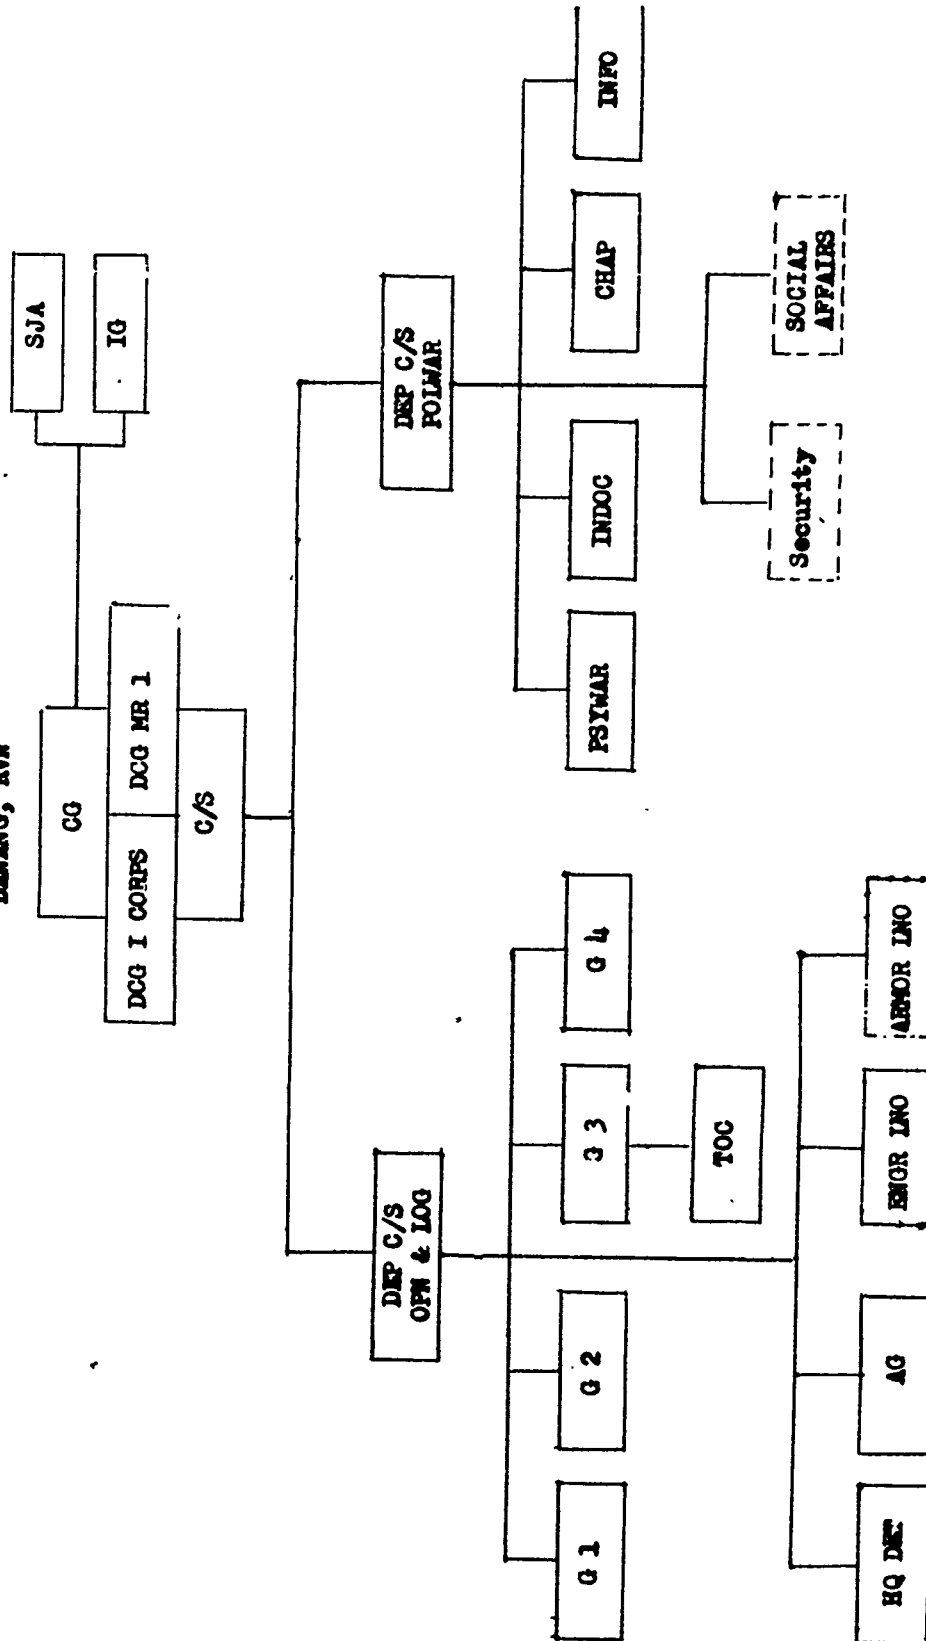 DANANG, RVN
SJA
IG
CG
DCG I CORPS
DCG MR 1
C/S
DEP C/S
OPN & LOG
DEP C/S
POLWAR
G 1
G 2
G 3
G 4
TOC
HQ DET
AG
ENGR LNO
ARMOR LNO
PSYWAR
INDOC
CHAP
INFO
Security
SOCIAL
AFFAIRS